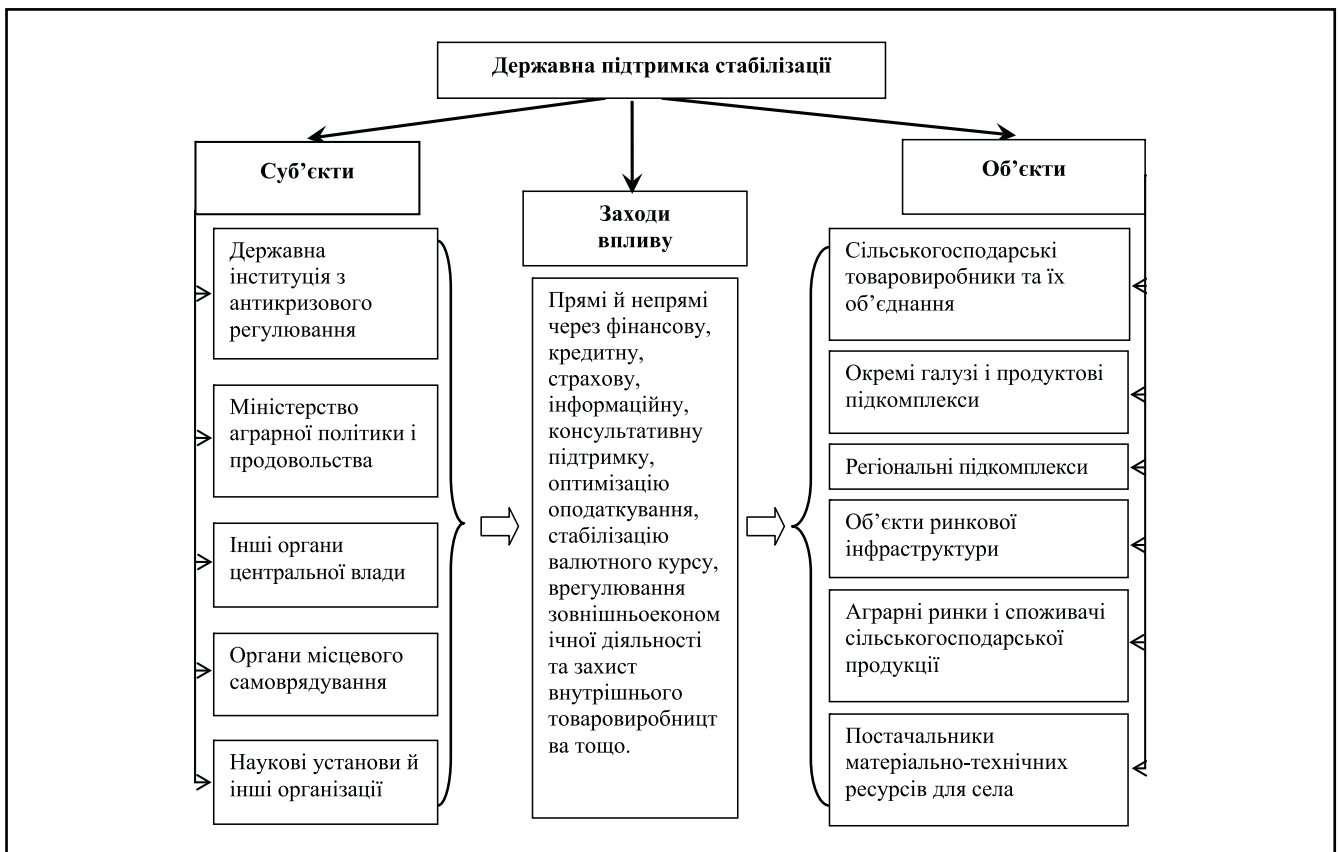 Державна підтримка стабілізації
Суб’єкти
Державна
інституція з
антикризового
регулювання
Міністерство
аграрної політики і
продовольства
Інші органи
центральної влади
Органи місцевого
самоврядування
Наукові установи й
інші організації
Заходи
впливу
Прямі й непрямі
через фінансову,
кредитну,
страхову,
інформаційну,
консультативну
підтримку,
оптимізацію
оподаткування,
стабілізацію
валютного курсу,
врегулювання
зовнішньоеконом
ічної діяльності
та захист
внутрішнього
товаровиробницт
ва тощо.
Об’єкти
Сільськогосподарські
товаровиробники та їх
об’єднання
Окремі галузі і продуктові
підкомплекси
Регіональні підкомплекси
Об’єкти ринкової
інфраструктури
Аграрні ринки і споживачі
сільськогосподарської
продукції
Постачальники
матеріально-технічних
ресурсів для села